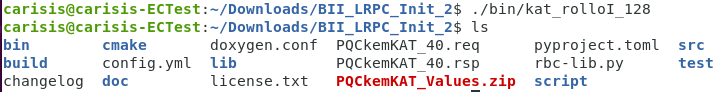 carisis@carisis-ECTest:~/Downloads/BII_LRPC_Init_2$ ./bin/kat_rolloI_128
carisis@carisis-ECTest:~/Downloads/BII_LRPC_Init_2$ ls
bin cmake doxygen.conf PQCkemKAT_40.req pyproject.toml src
build config.yml lib PQCkemKAT_40.rsp rbc-lib.py test
changelog doc license.txt PQCkemKAT_Values.zip script